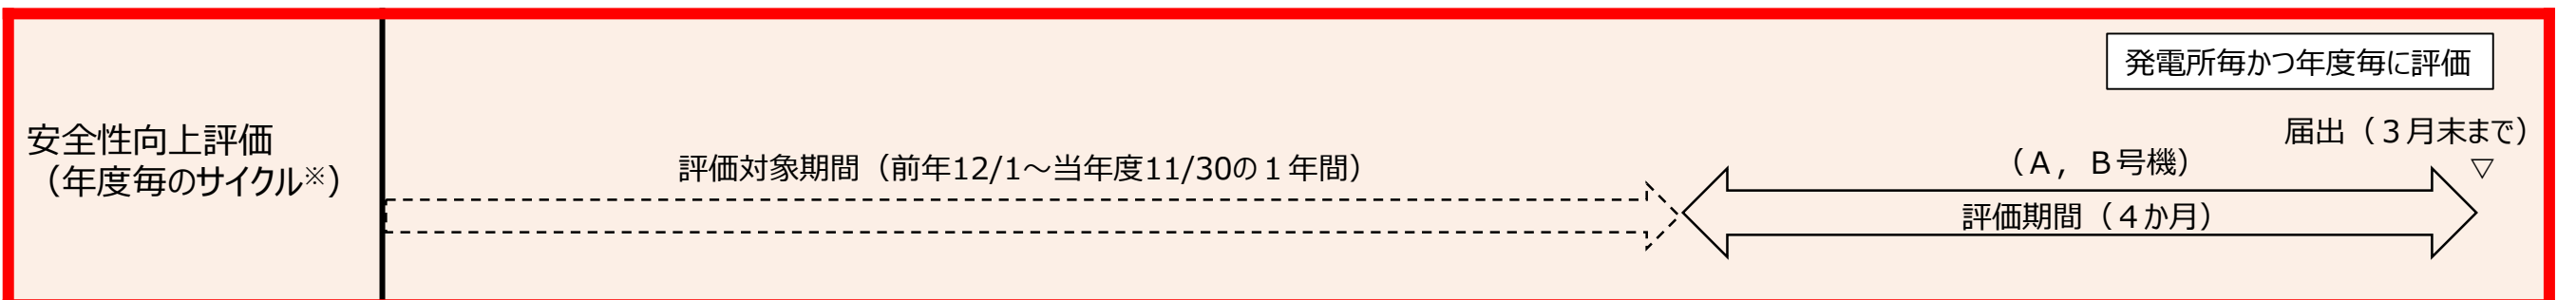 発電所毎かつ年度毎に評価
安全性向上評価
（年度毎のサイクル※）
評価対象期間（前年12/1～当年度11/30の１年間）
（Ａ，Ｂ号機）
評価期間（４か月）
届出（３月末まで）
▽